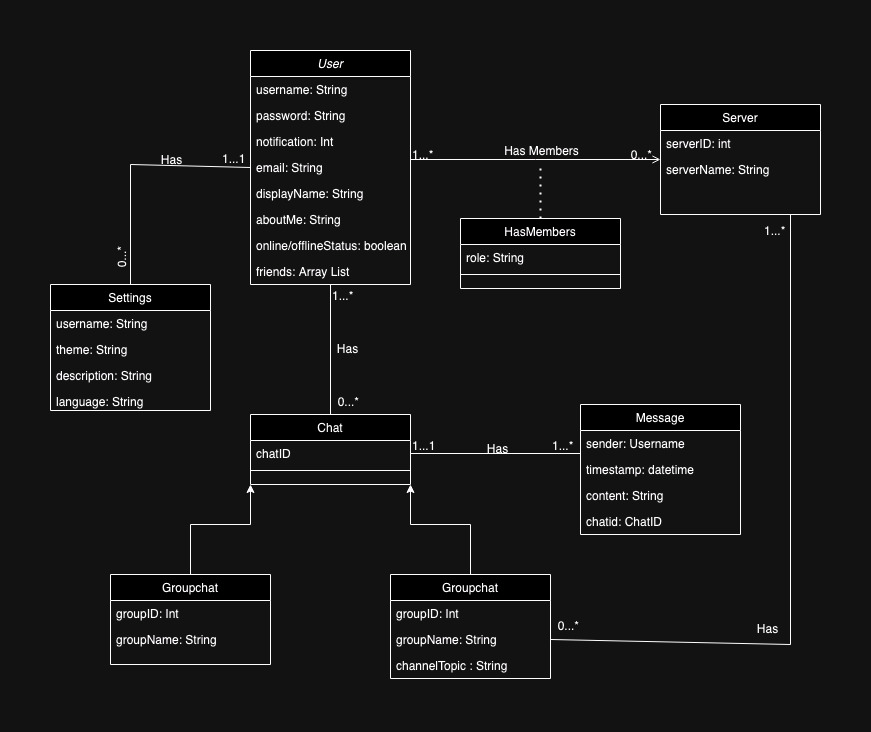 User
username: String
password: String
notification: Int
email: String
displayName: String
aboutMe: String
online/offlineStatus: boolean
friends: Array List
Has
1...1
0...*
Settings
username: String
theme: String
description: String
language: String
1...*
Has Members
0...*
HasMembers
role: String
Server
serverID: int
serverName: String
1...*
1...*
Has
0...*
Chat
chatID
1...1
Has
1...*
Message
sender: Username
timestamp: datetime
content: String
chatid: ChatID
Groupchat
groupID: Int
groupName: String
Groupchat
groupID: Int
groupName: String
channelTopic : String
0...*
Has